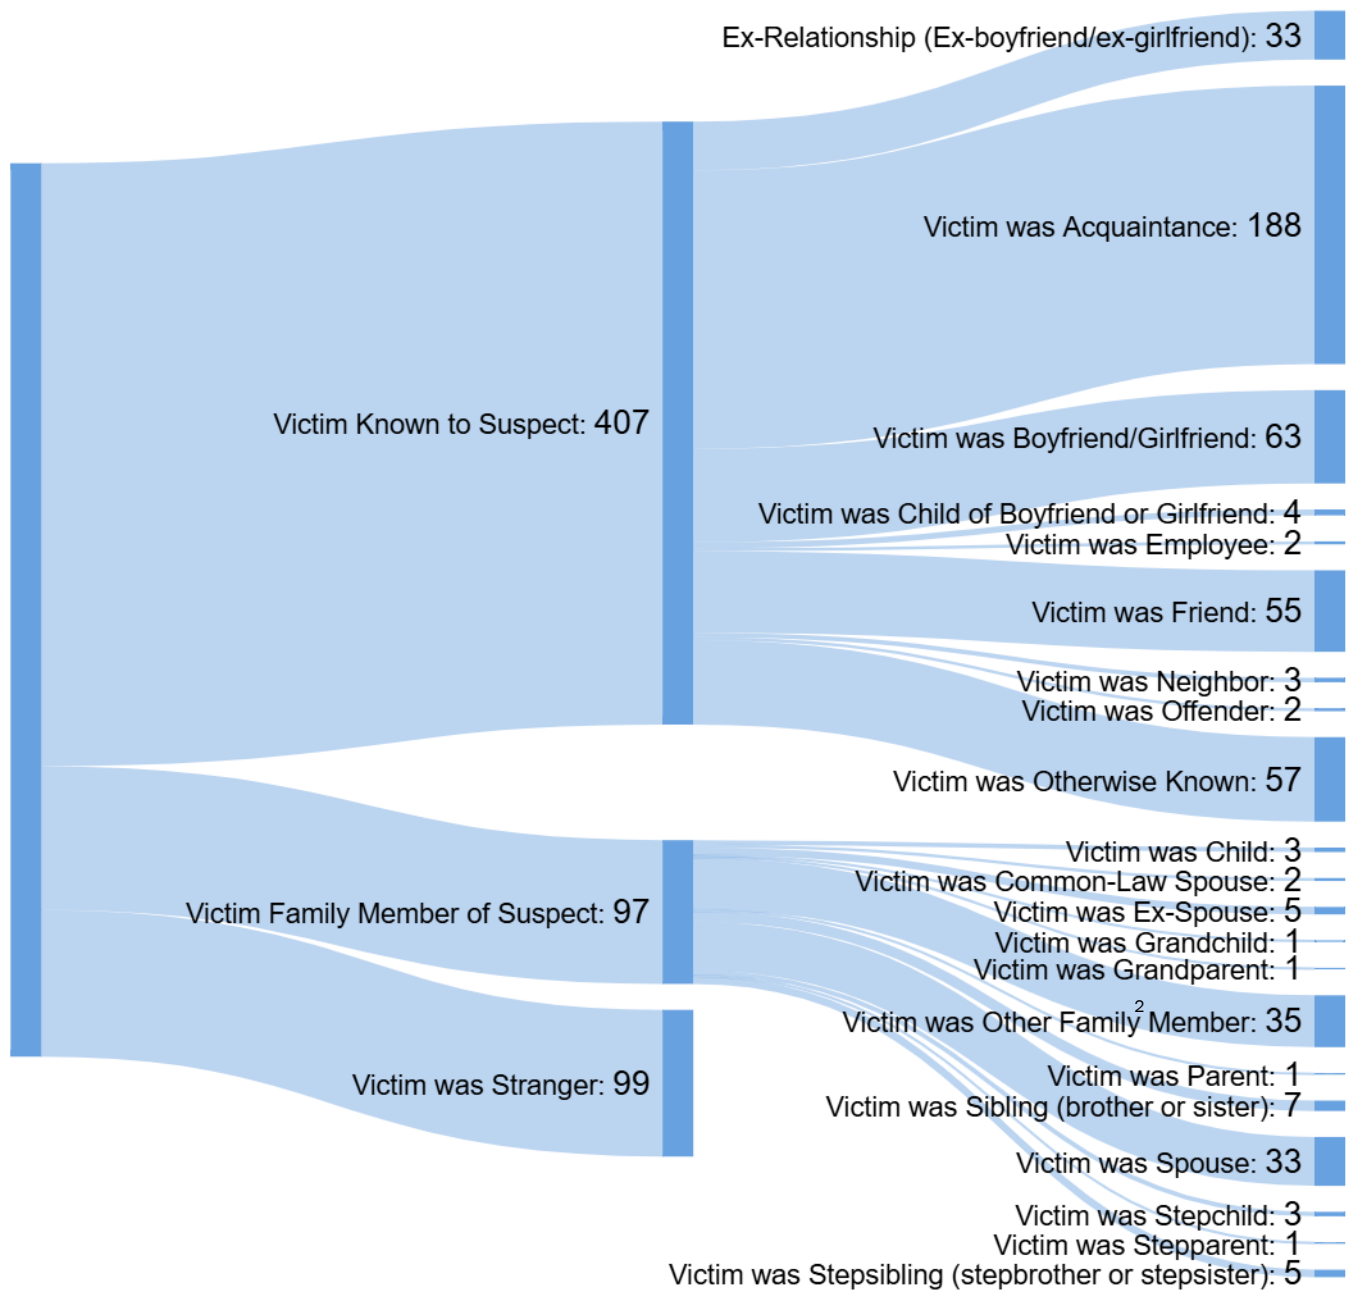 Ex-Relationship (Ex-boyfriend/ex-girlfriend): 33
Victim was Acquaintance: 188
Victim Known to Suspect: 407
Victim was Boyfriend/Girlfriend: 63
Victim was Child of Boyfriend or Girlfriend: 4
Victim was Employee: 2
Victim was Friend: 55
Victim was Neighbor: 3
Victim was Offender: 2
Victim was Otherwise Known: 57
Victim was Child: 3
Victim was Common-Law Spouse: 2
Victim Family Member of Suspect: 97
Victim was Ex-Spouse: 5
Victim was Grandchild: 1
Victim was Grandparent: 1
Victim was Other Family² Member: 35
Victim was Stranger: 99
Victim was Parent: 1
Victim was Sibling (brother or sister): 7
Victim was Spouse: 33
Victim was Stepchild: 3
Victim was Stepparent: 1
Victim was Stepsibling (stepbrother or stepsister): 5